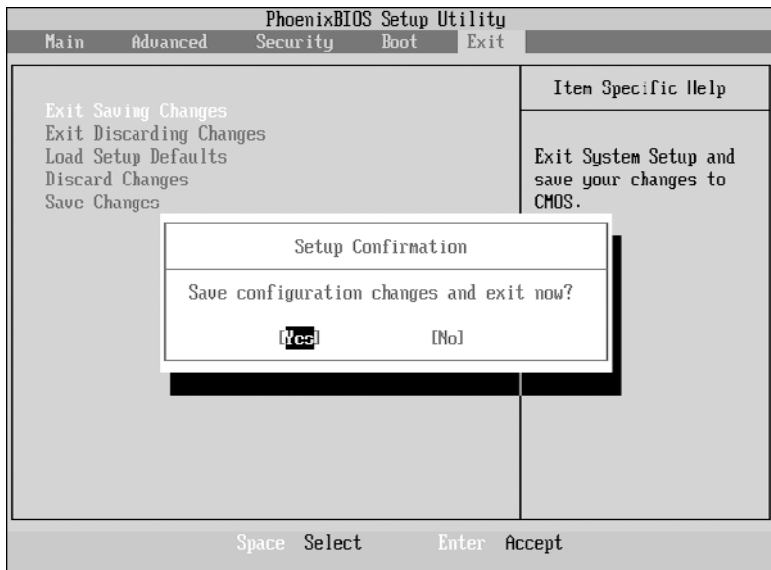 PhoenixBIOS Setup Utility
Main Advanced Security Boot Exit
Item Specific Help
Exit Saving Changes
Exit Discarding Changes
Load Setup Defaults
Discard Changes
Save Changes
Exit System Setup and
save your changes to
CMOS.
Setup Confirmation
Save configuration changes and exit now?
[Yes] [No]
Space Select Enter Accept